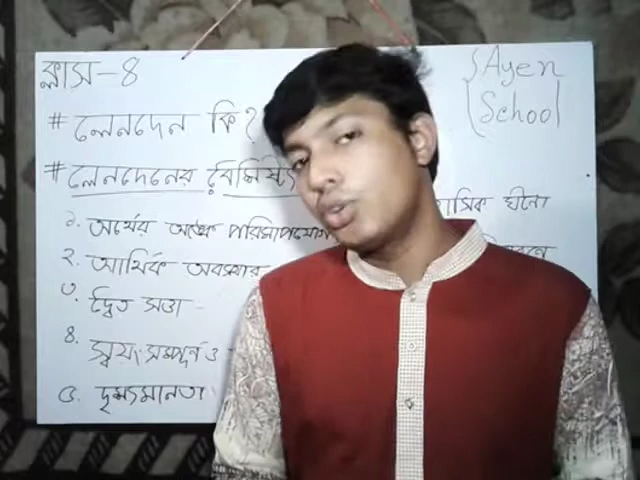 ক্লাস-৪
Ayen
School
# লেনদেন কি?
# লেনদেনের বৈশিষ্ট্য
১. অর্থের অঙ্কে পরিমাপযোগ্য
২. আর্থিক অবস্থার
৩. দ্বৈত সত্তা -
৪. স্বয়ং সম্পূর্ন ও
৫. দৃশ্যমানতা